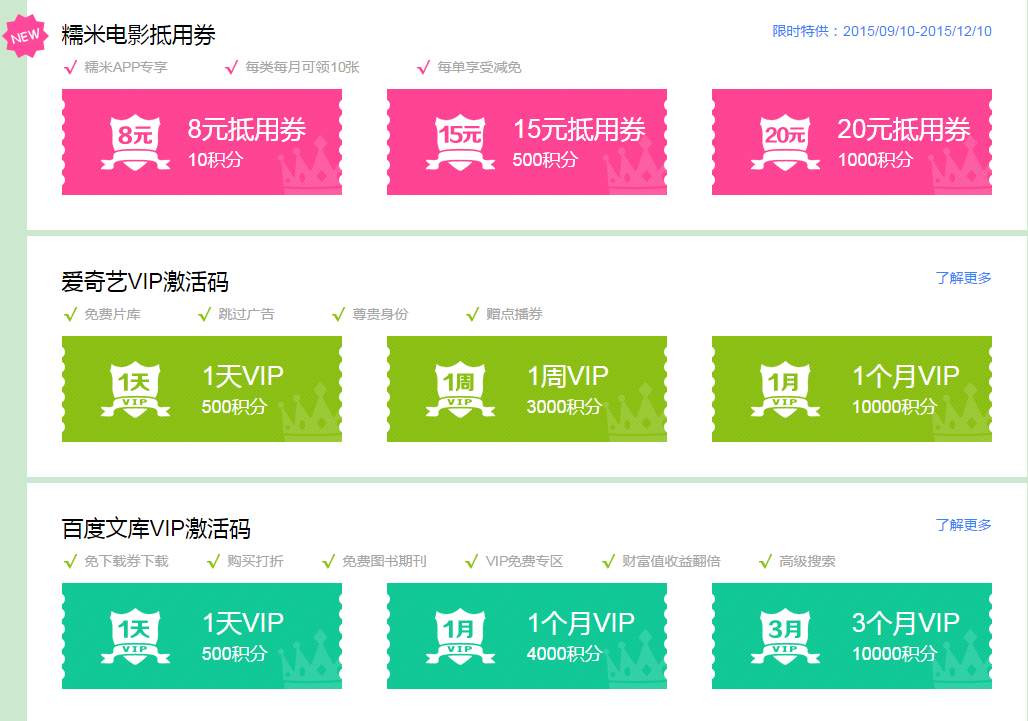 NEW
糯米电影抵用券
限时特供：2015/09/10-2015/12/10
√ 糯米APP专享 √ 每类每月可领10张 √ 每单享受减免
8元 8元抵用券 15元 15元抵用券 20元 20元抵用券
10积分 500积分 1000积分
爱奇艺VIP激活码
了解更多
√ 免费片库 √ 跳过广告 √ 尊贵身份 √ 赠点播券
1天 1天VIP 1周 1周VIP 1月 1个月VIP
VIP 500积分 VIP 3000积分 VIP 10000积分
百度文库VIP激活码
了解更多
√ 免下载券下载 √ 购买打折 √ 免费图书期刊 √ VIP免费专区 √ 财富值收益翻倍 √ 高级搜索
1天 1天VIP 1月 1个月VIP 3月 3个月VIP
VIP 500积分 VIP 4000积分 VIP 10000积分